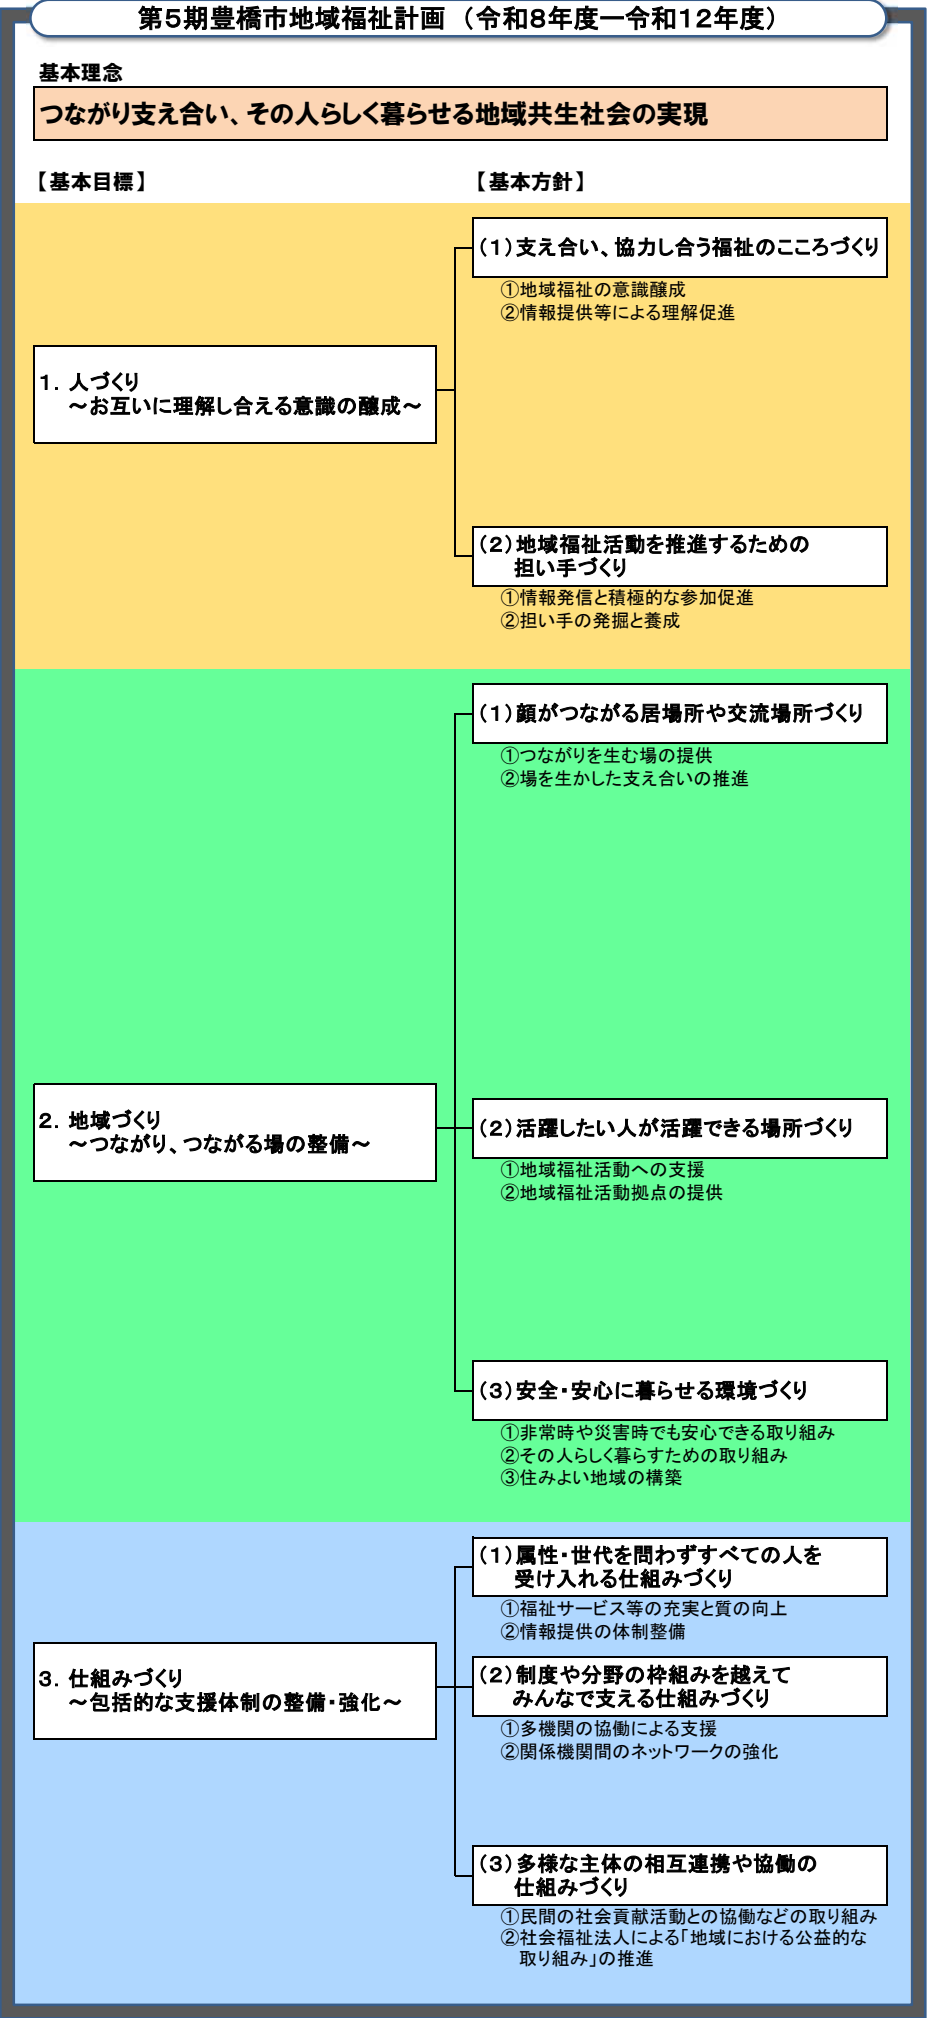 第5期豊橋市地域福祉計画 （令和8年度ー令和12年度）
基本理念
つながり支え合い、その人らしく暮らせる地域共生社会の実現
【基本目標】
【基本方針】
1．人づくり
～お互いに理解し合える意識の醸成～
（1）支え合い、協力し合う福祉のこころづくり
①地域福祉の意識醸成
②情報提供等による理解促進
（2）地域福祉活動を推進するための
担い手づくり
①情報発信と積極的な参加促進
②担い手の発掘と養成
2．地域づくり
～つながり、つながる場の整備～
（1）顔がつながる居場所や交流場所づくり
①つながりを生む場の提供
②場を生かした支え合いの推進
（2）活躍したい人が活躍できる場所づくり
①地域福祉活動への支援
②地域福祉活動拠点の提供
（3）安全・安心に暮らせる環境づくり
①非常時や災害時でも安心できる取り組み
②その人らしく暮らすための取り組み
③住みよい地域の構築
3．仕組みづくり
～包括的な支援体制の整備・強化～
（1）属性・世代を問わずすべての人を
受け入れる仕組みづくり
①福祉サービス等の充実と質の向上
②情報提供の体制整備
（2）制度や分野の枠組みを越えて
みんなで支える仕組みづくり
①多機関の協働による支援
②関係機関間のネットワークの強化
（3）多様な主体の相互連携や協働の
仕組みづくり
①民間の社会貢献活動との協働などの取り組み
②社会福祉法人による「地域における公益的な
取り組み」の推進